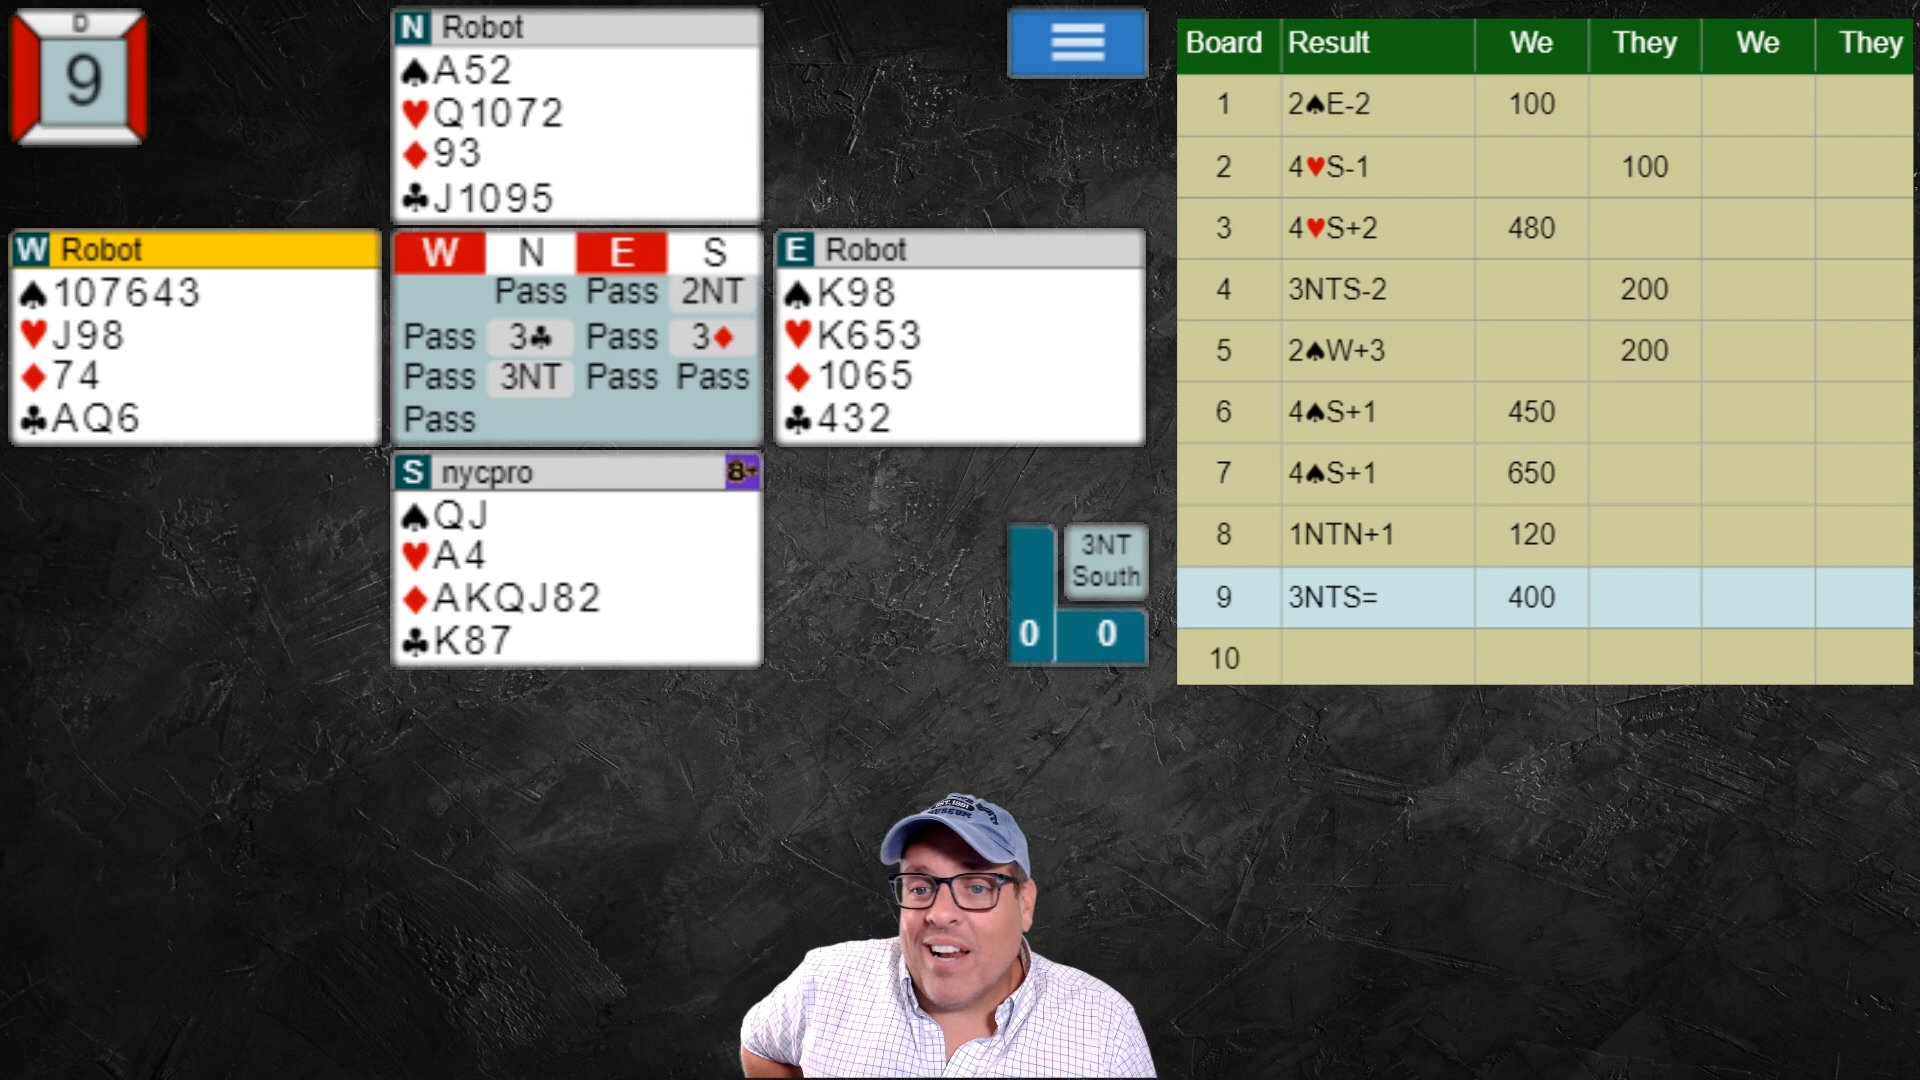 D
9
N Robot
♠A52
♥Q1072
♦93
♣J1095
W Robot
♠107643
♥J98
♦74
♣AQ6
W N E S
Pass Pass 2NT
Pass 3♣ Pass 3♦
Pass 3NT Pass Pass
Pass
E Robot
♠K98
♥K653
♦1065
♣432
S nycpro 8+
♠QJ
♥A4
♦AKQJ82
♣K87
3NT
South
0 0
Board Result We They We They
1 2♠E-2 100
2 4♥S-1 100
3 4♥S+2 480
4 3NTS-2 200
5 2♠W+3 200
6 4♠S+1 450
7 4♠S+1 650
8 1NTN+1 120
9 3NTS= 400
10
EST.1981
MUSEUM